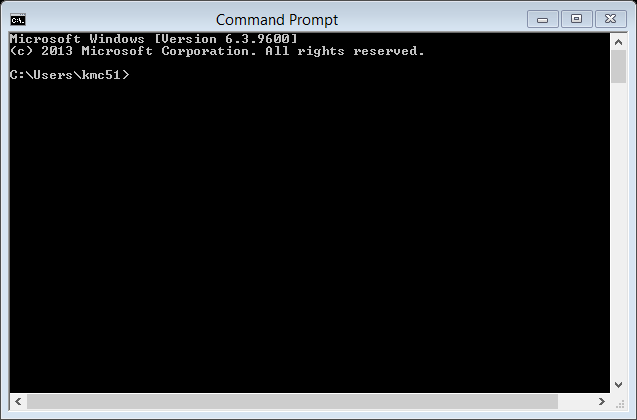 Command Prompt
Microsoft Windows [Version 6.3.9600]
(c) 2013 Microsoft Corporation. All rights reserved.
C:\Users\kmc51>